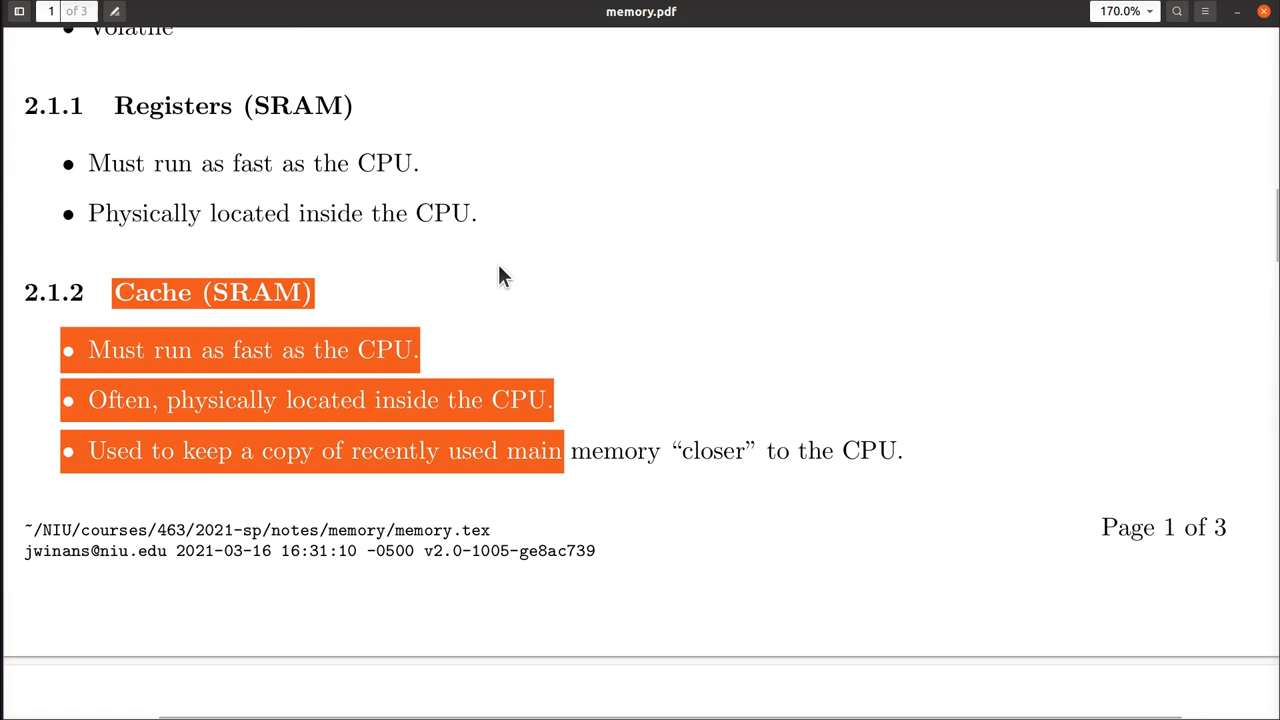 1 of 3 memory.pdf 170.0%
• Volatile
2.1.1 Registers (SRAM)
• Must run as fast as the CPU.
• Physically located inside the CPU.
2.1.2 Cache (SRAM)
• Must run as fast as the CPU.
• Often, physically located inside the CPU.
• Used to keep a copy of recently used main memory “closer” to the CPU.
~/NIU/courses/463/2021-sp/notes/memory/memory.tex
jwinans@niu.edu 2021-03-16 16:31:10 -0500 v2.0-1005-ge8ac739
Page 1 of 3